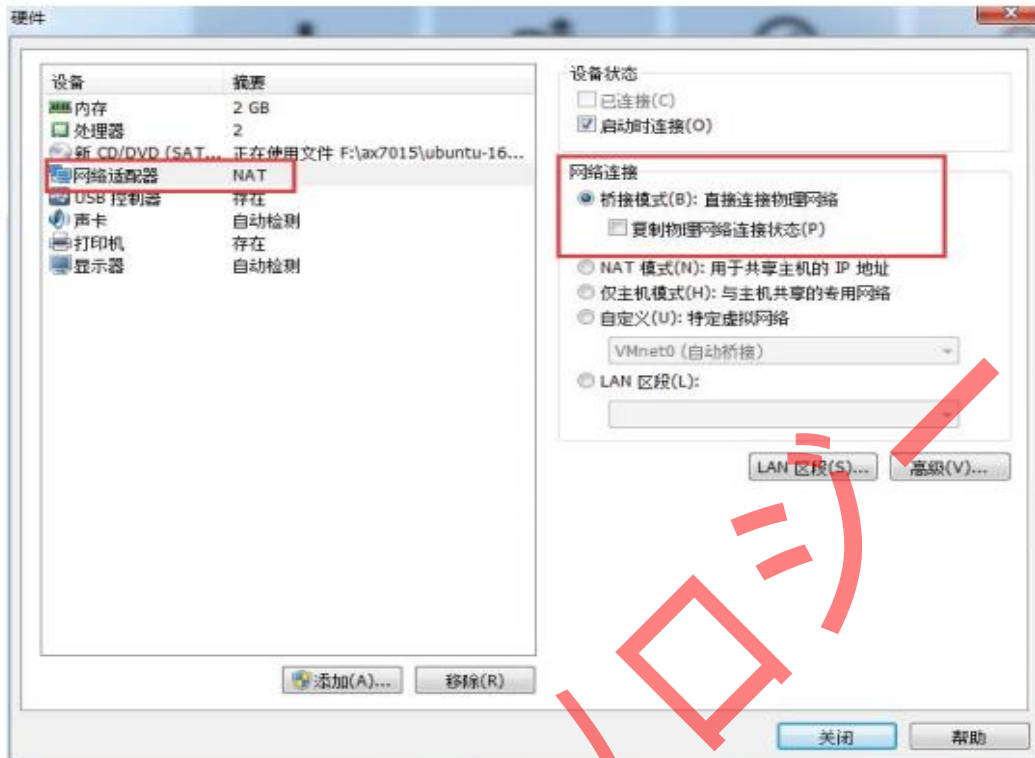 硬件
设备 摘要
内存 2 GB
处理器 2
新 CD/DVD (SAT... 正在使用文件 F:\ax7015\ubuntu-16...
网络适配器 NAT
USB 控制器 存在
声卡 自动检测
打印机 存在
显示器 自动检测
添加(A)... 移除(R)
设备状态
已连接(C)
启动时连接(O)
网络连接
桥接模式(B): 直接连接物理网络
复制物理网络连接状态(P)
NAT 模式(N): 用于共享主机的 IP 地址
仅主机模式(H): 与主机共享的专用网络
自定义(U): 特定虚拟网络
VMnet0 (自动桥接)
LAN 区段(L):
LAN 区段(S)... 高级(V)...
关闭 帮助
ロジー